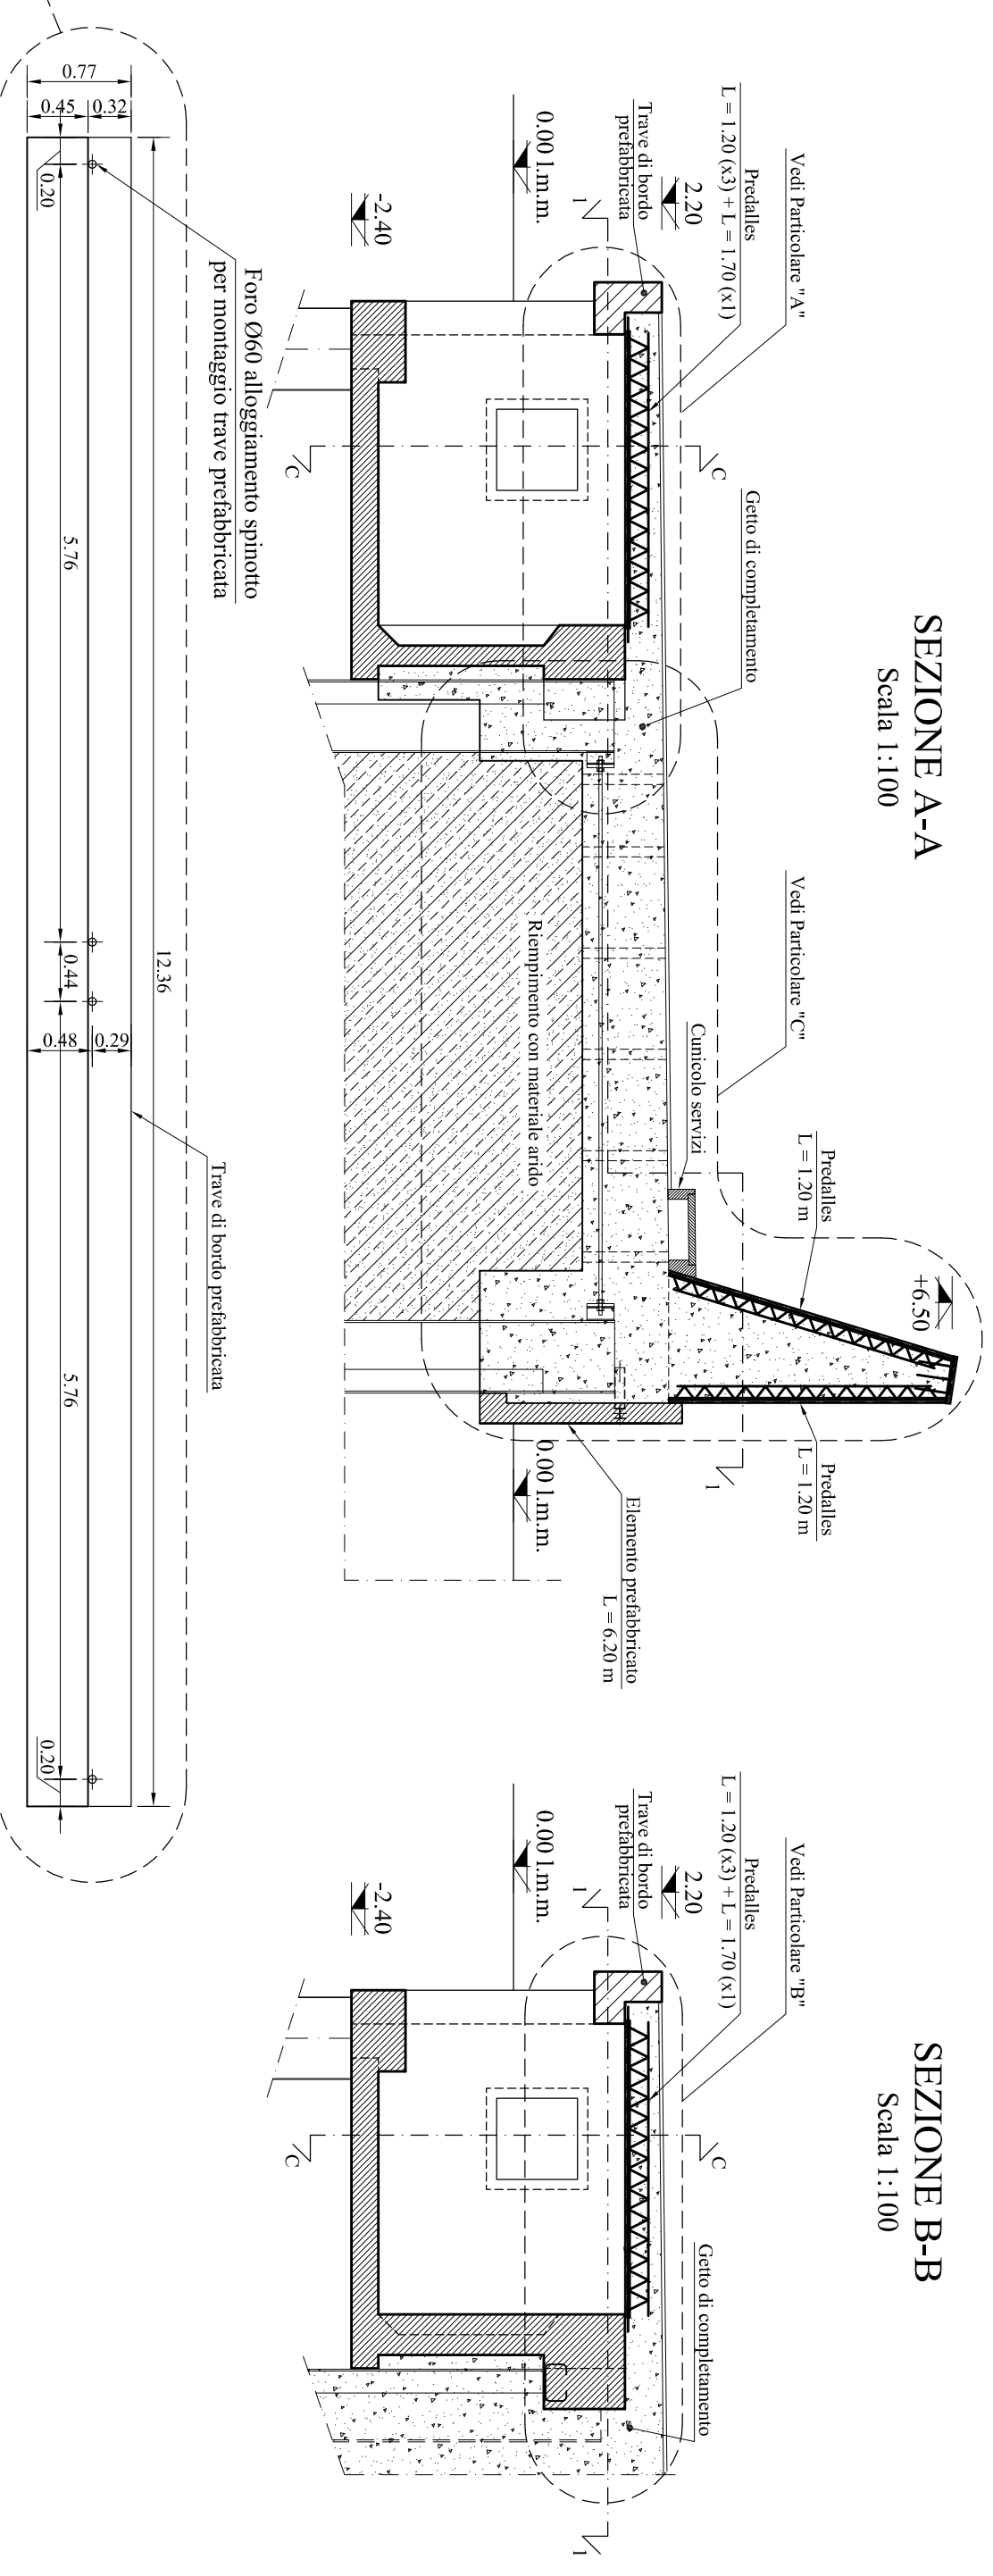 SEZIONE A-A
Scala 1:100
Vedi Particolare "A"
Predalles
L = 1.20 (x3) + L = 1.70 (x1)
Trave di bordo
prefabbricata
2.20
0.00 l.m.m.
-2.40
1
C
C
Getto di completamento
Vedi Particolare "C"
Cunicolo servizi
Riempimento con materiale arido
Predalles
L = 1.20 m
+6.50
Predalles
L = 1.20 m
1
0.00 l.m.m.
Elemento prefabbricato
L = 6.20 m
SEZIONE B-B
Scala 1:100
Vedi Particolare "B"
Predalles
L = 1.20 (x3) + L = 1.70 (x1)
Trave di bordo
prefabbricata
2.20
0.00 l.m.m.
-2.40
1
C
C
Getto di completamento
1
Foro Ø60 alloggiamento spinotto
per montaggio trave prefabbricata
Trave di bordo prefabbricata
0.77
0.45
0.32
12.36
0.20
5.76
0.44
0.48
0.29
5.76
0.20